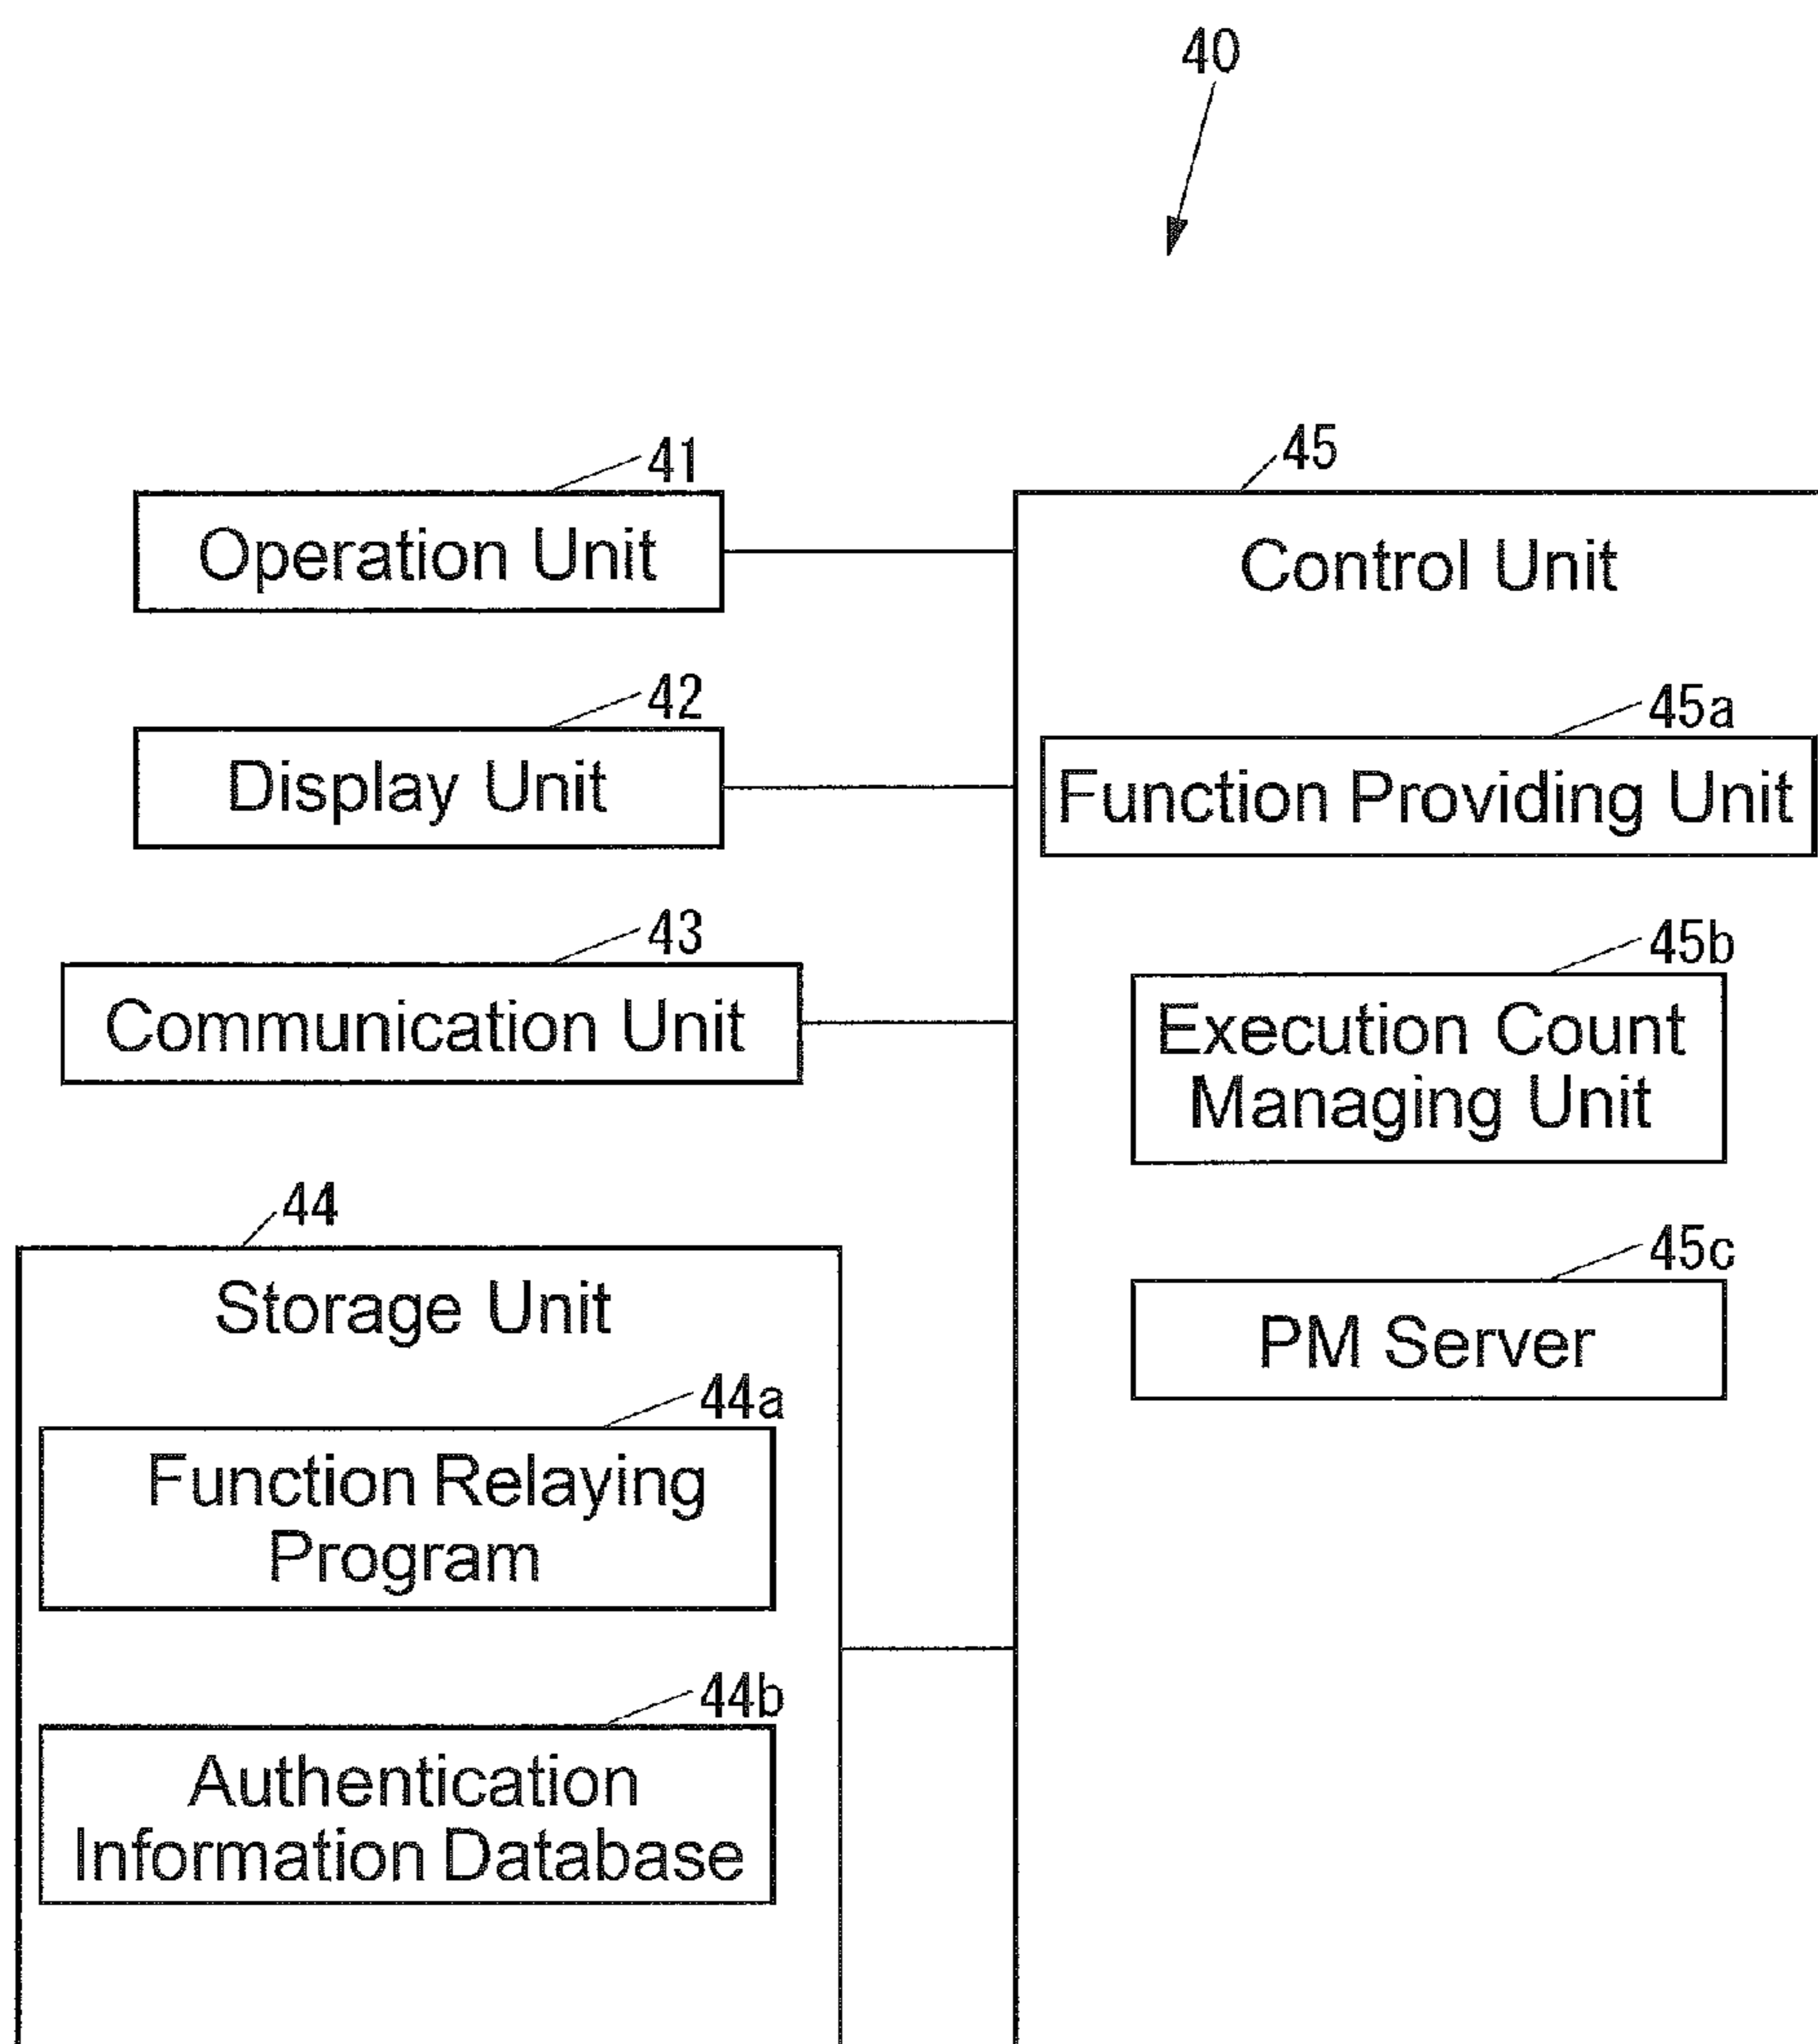 40
41
Operation Unit
42
Display Unit
43
Communication Unit
44
Storage Unit
44a
Function Relaying
Program
44b
Authentication
Information Database
45
Control Unit
45a
Function Providing Unit
45b
Execution Count
Managing Unit
45c
PM Server